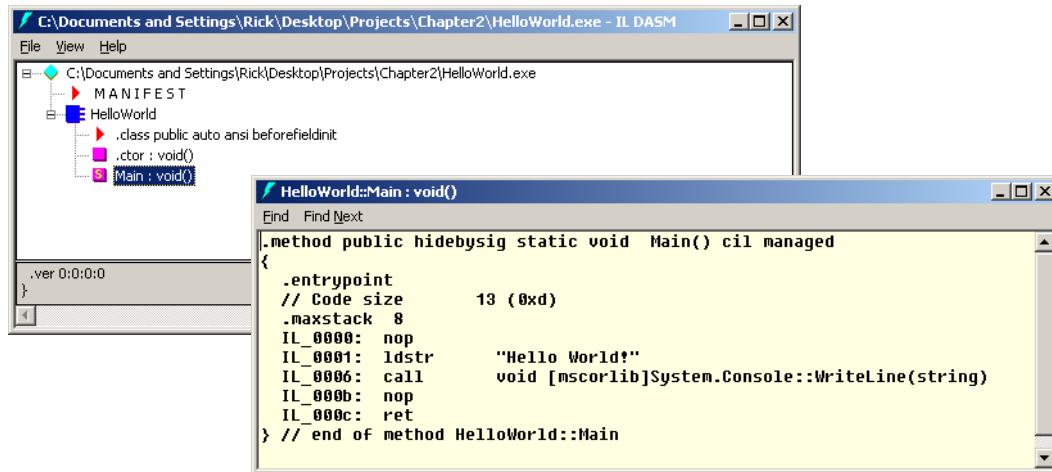 C:\Documents and Settings\Rick\Desktop\Projects\Chapter2\HelloWorld.exe - IL DASM
File View Help
C:\Documents and Settings\Rick\Desktop\Projects\Chapter2\HelloWorld.exe
MANIFEST
HelloWorld
.class public auto ansi beforefieldinit
.ctor : void()
S Main : void()
.ver 0:0:0:0
}
HelloWorld::Main : void()
Find Find Next
.method public hidebysig static void  Main() cil managed
{
  .entrypoint
  // Code size       13 (0xd)
  .maxstack  8
  IL_0000:  nop
  IL_0001:  ldstr      "Hello World!"
  IL_0006:  call       void [mscorlib]System.Console::WriteLine(string)
  IL_000b:  nop
  IL_000c:  ret
} // end of method HelloWorld::Main